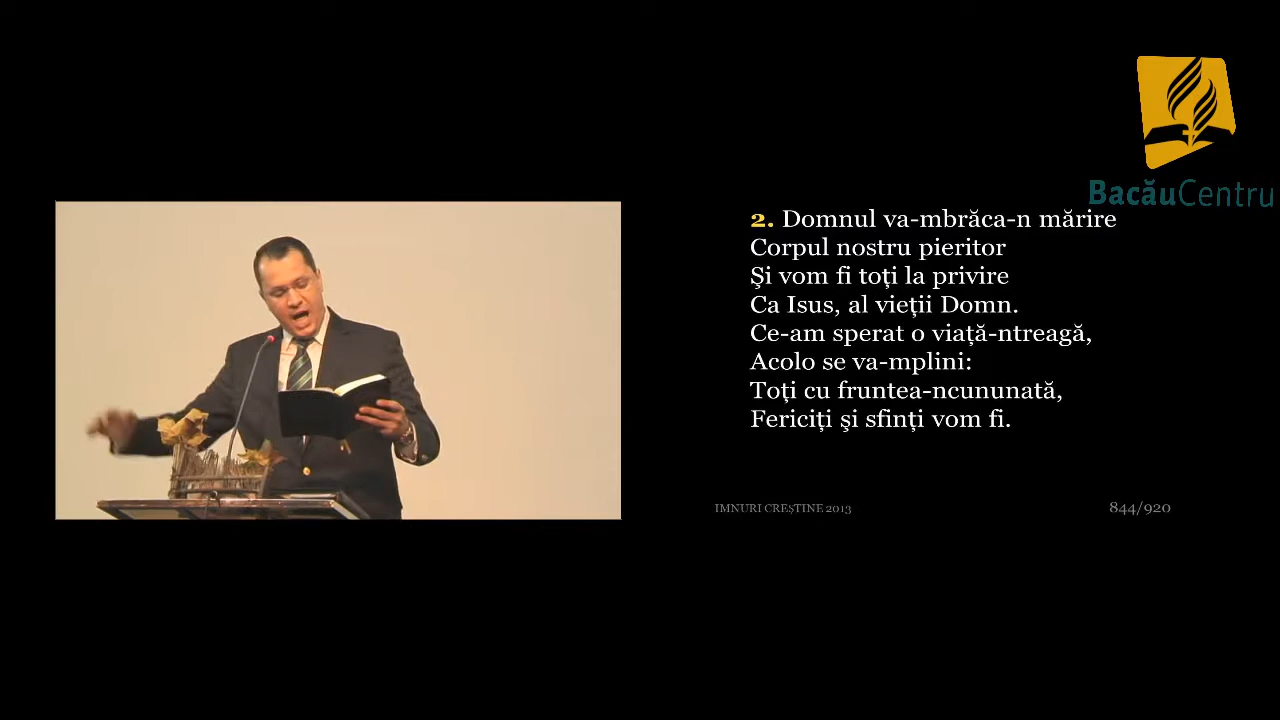 BacăuCentru
2. Domnul va-mbrăca-n mărire
Corpul nostru pieritor
Şi vom fi toţi la privire
Ca Isus, al vieţii Domn.
Ce-am sperat o viaţă-ntreagă,
Acolo se va-mplini:
Toţi cu fruntea-ncununată,
Fericiţi şi sfinţi vom fi.
IMNURI CREŞTINE 2013
844/920